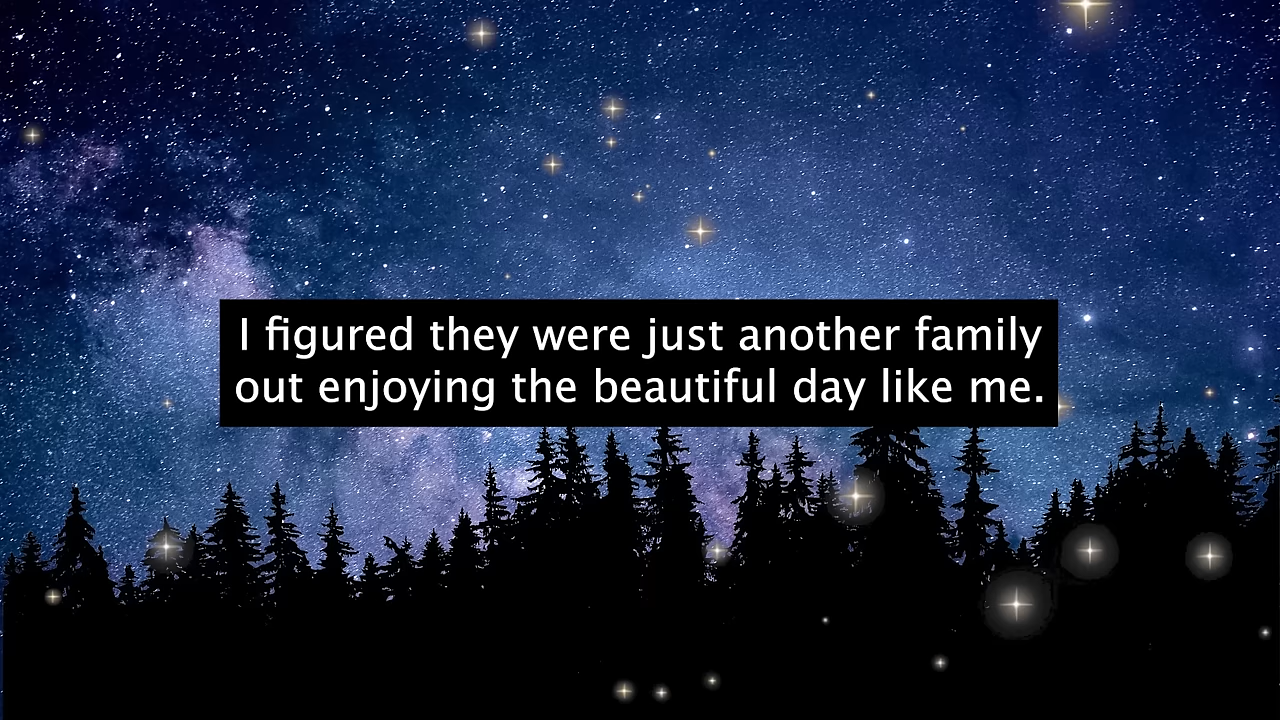 I figured they were just another family
out enjoying the beautiful day like me.